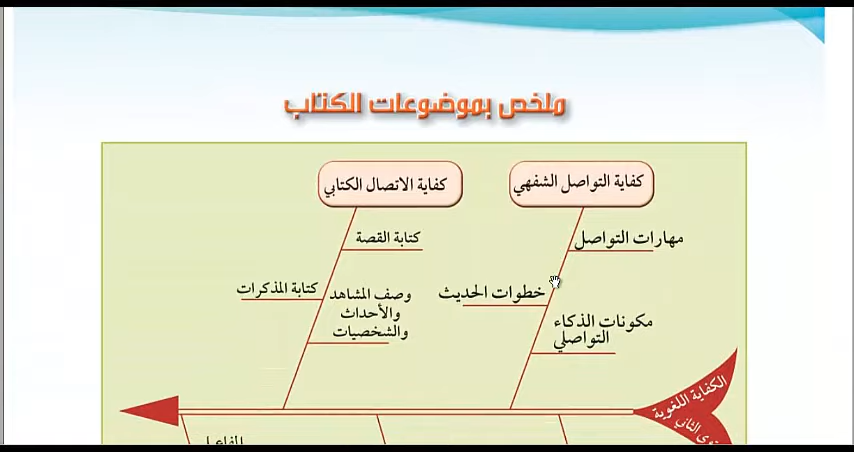 ملخص بموضوعات الكتاب
كفاية التواصل الشفهي
كفاية الاتصال الكتابي
مهارات التواصل
كتابة القصة
خطوات الحديث
وصف المشاهد
والأحداث
والشخصيات
كتابة المذكرات
مكونات الذكاء
التواصلي
الكفاية اللغوية